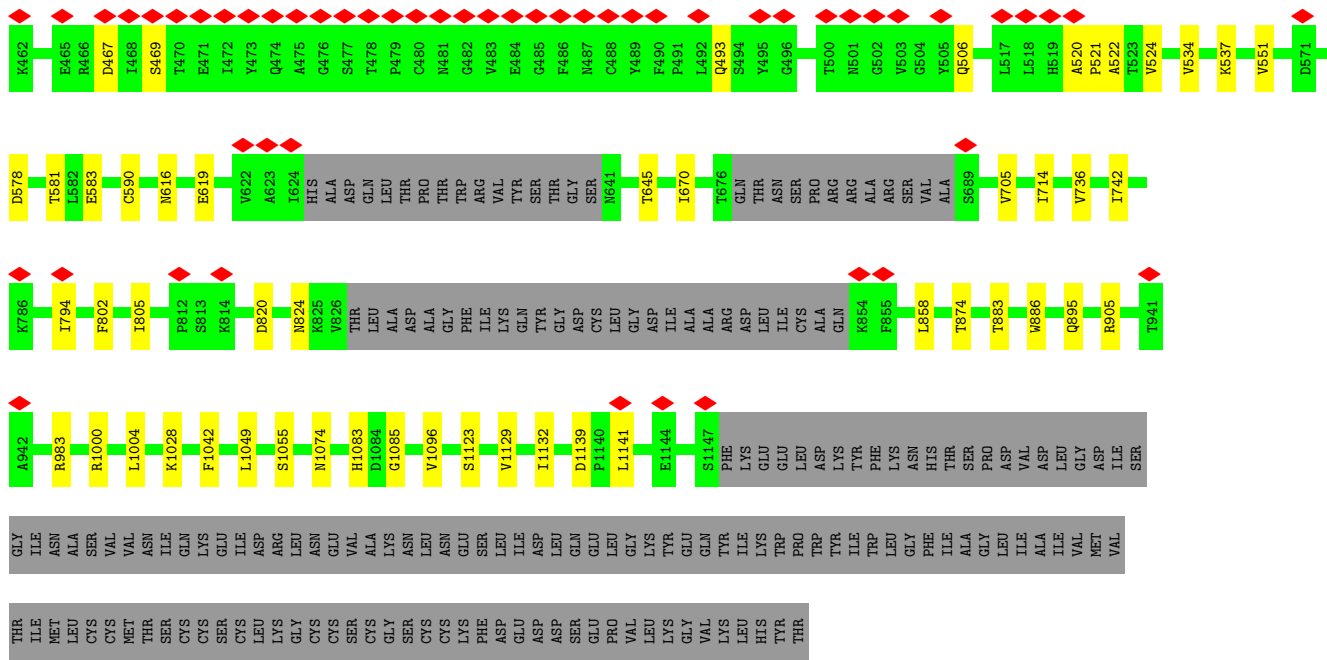 K462 E465 R466 D467 I468 S469 T470 E471 I472 Y473 Q474 A475 G476 S477 T478 P479 C480 N481 G482 V483 E484 G485 F486 N487 C488 Y489 F490 P491 L492 Q493 S494 Y495 G496 T500 N501 G502 V503 G504 Y505 Q506 L517 L518 H519 A520 P521 A522 T523 V524 V534 K537 V551 D571
D578 T581 L582 E583 C590 N616 E619 V622 A623 I624 HIS ALA ASP GLN LEU THR PRO THR TRP ARG VAL TYR SER THR GLY SER N641 T645 I670 T676 GLN THR ASN SER PRO ARG ARG ALA ARG SER VAL ALA S689 V705 I714 V736 I742
K786 I794 F802 I805 P812 S813 K814 D820 N824 K825 V826 THR LEU ALA ASP ALA GLY PHE ILE LYS GLN TYR GLY ASP CYS LEU GLY ASP ILE ALA ALA ARG ASP LEU ILE CYS ALA GLN K854 F855 L858 T874 T883 W886 Q895 R905 T941
A942 R983 R1000 L1004 K1028 F1042 L1049 S1055 N1074 H1083 D1084 G1085 V1096 S1123 V1129 I1132 D1139 P1140 L1141 E1144 S1147 PHE LYS GLU GLU LEU ASP LYS TYR PHE LYS ASN HIS THR SER PRO ASP VAL ASP LEU GLY ASP ILE SER
GLY ILE ASN ALA SER VAL VAL ASN ILE GLN LYS GLU ILE ASP ARG LEU ASN GLU VAL ALA LYS ASN LEU ASN GLU SER LEU ILE ASP LEU GLN GLU LEU GLY LYS TYR GLU GLN TYR ILE LYS TRP PRO TRP TYR ILE TRP LEU GLY PHE ILE ALA GLY LEU ILE ALA ILE VAL MET VAL
THR ILE MET LEU CYS CYS MET THR SER CYS CYS SER CYS LEU LYS GLY CYS CYS SER CYS GLY SER CYS CYS LYS PHE ASP GLU ASP ASP SER GLU PRO VAL LEU LYS GLY VAL LYS LEU HIS TYR THR